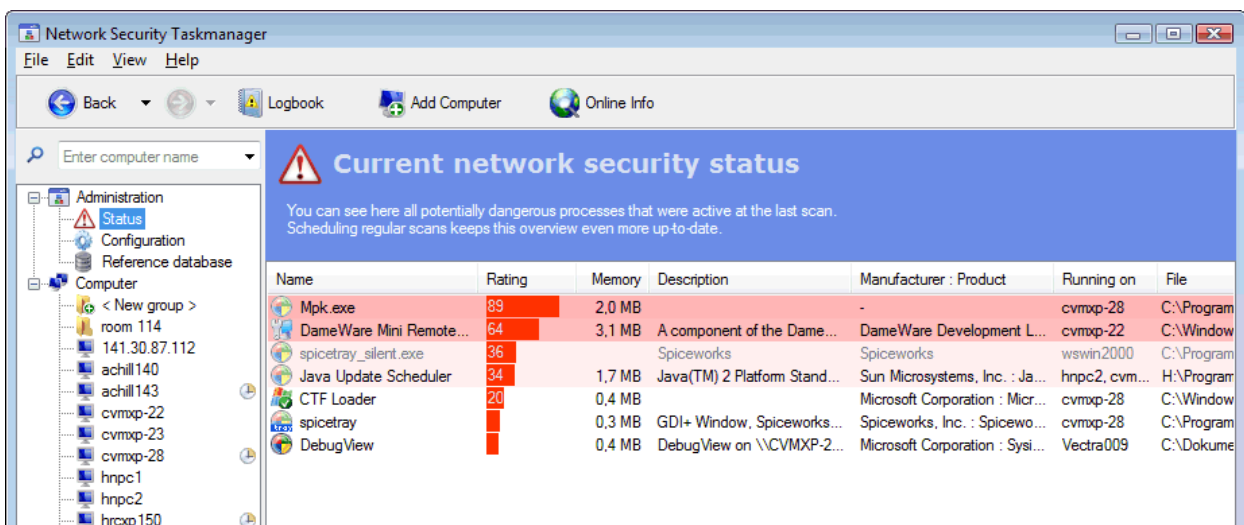 Network Security Taskmanager
File Edit View Help
Back Logbook Add Computer Online Info
Enter computer name
Administration
Status
Configuration
Reference database
Computer
< New group >
room 114
141.30.87.112
achill140
achill143
cvmxp-22
cvmxp-23
cvmxp-28
hnpc1
hnpc2
hrcxp150
Current network security status
You can see here all potentially dangerous processes that were active at the last scan.
Scheduling regular scans keeps this overview even more up-to-date.
Name Rating Memory Description Manufacturer : Product Running on File
Mpk.exe 89 2,0 MB - cvmxp-28 C:\Program
DameWare Mini Remote... 64 3,1 MB A component of the Dame... DameWare Development L... cvmxp-22 C:\Window
spicetray_silent.exe 36 Spiceworks Spiceworks wswin2000 C:\Program
Java Update Scheduler 34 1,7 MB Java(TM) 2 Platform Stand... Sun Microsystems, Inc. : Ja... hnpc2, cvm... H:\Program
CTF Loader 20 0,4 MB Microsoft Corporation : Micr... cvmxp-28 C:\Window
tray spicetray 0,3 MB GDI+ Window, Spiceworks... Spiceworks, Inc. : Spicewo... cvmxp-28 C:\Program
DebugView 0,4 MB DebugView on \\CVMXP-2... Microsoft Corporation : Sysi... Vectra009 C:\Dokume